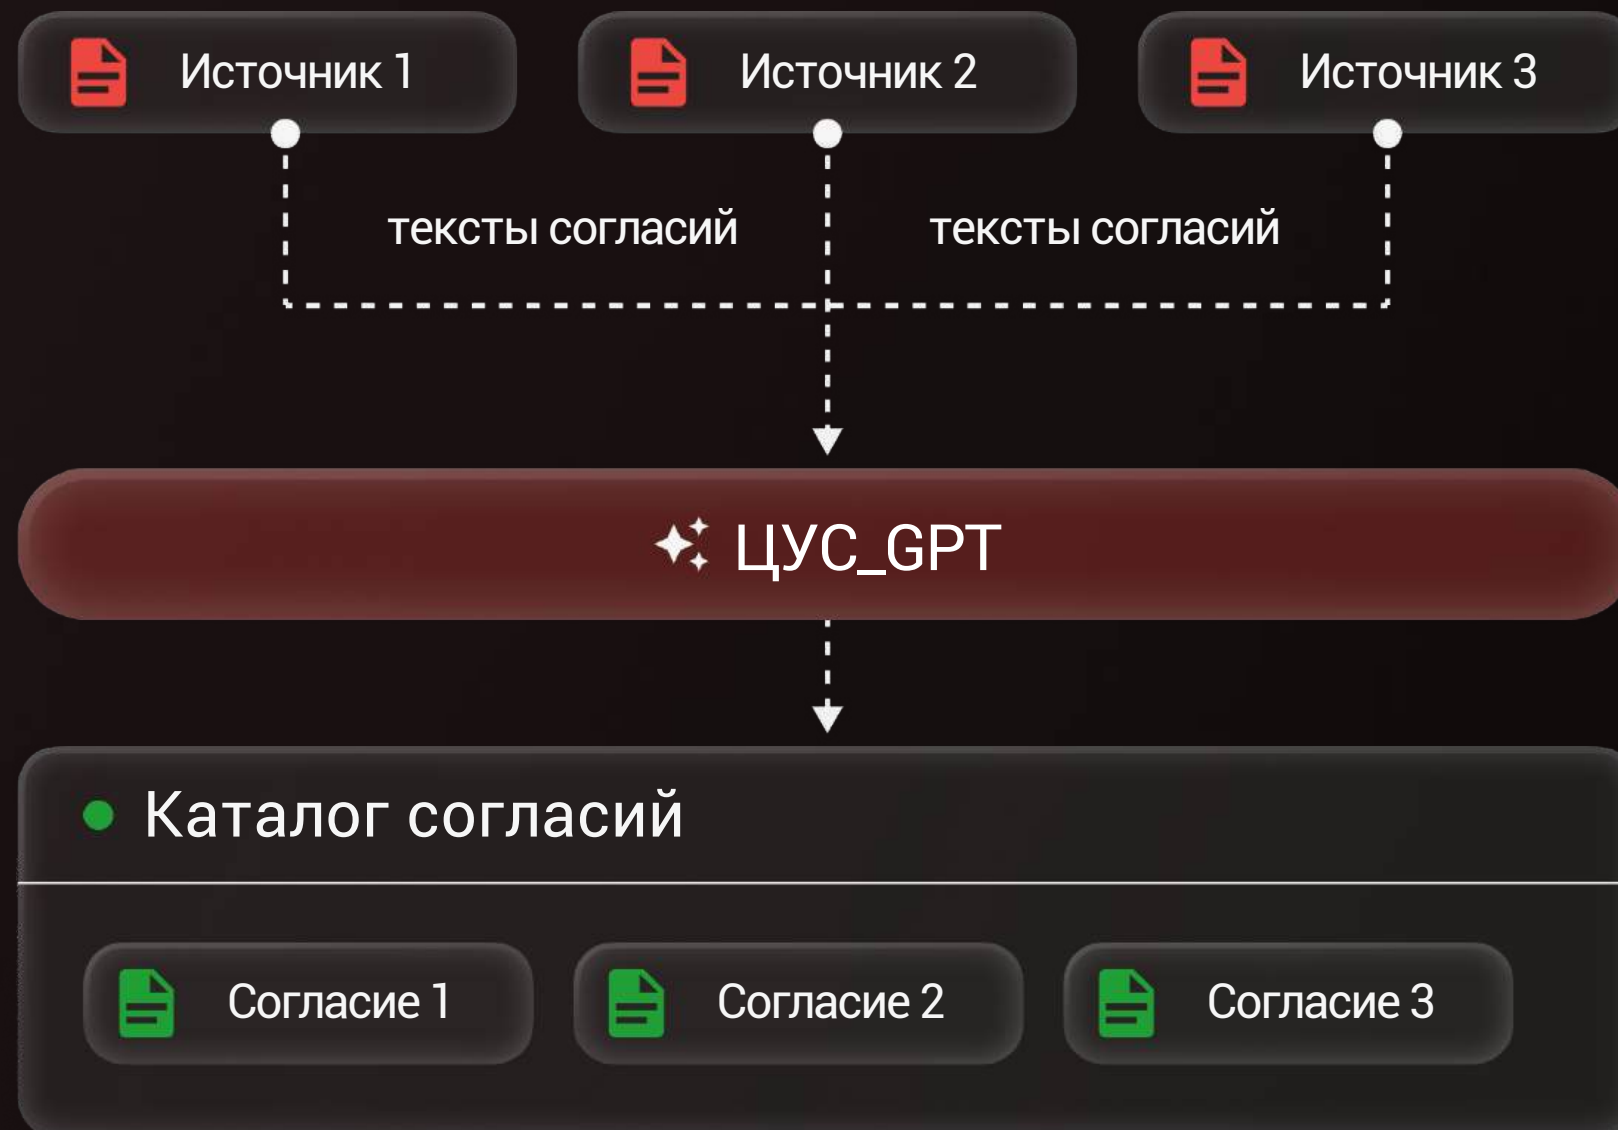 Источник 1
Источник 2
Источник 3
тексты согласий
тексты согласий
ЦУС_GPT
Каталог согласий
Согласие 1
Согласие 2
Согласие 3